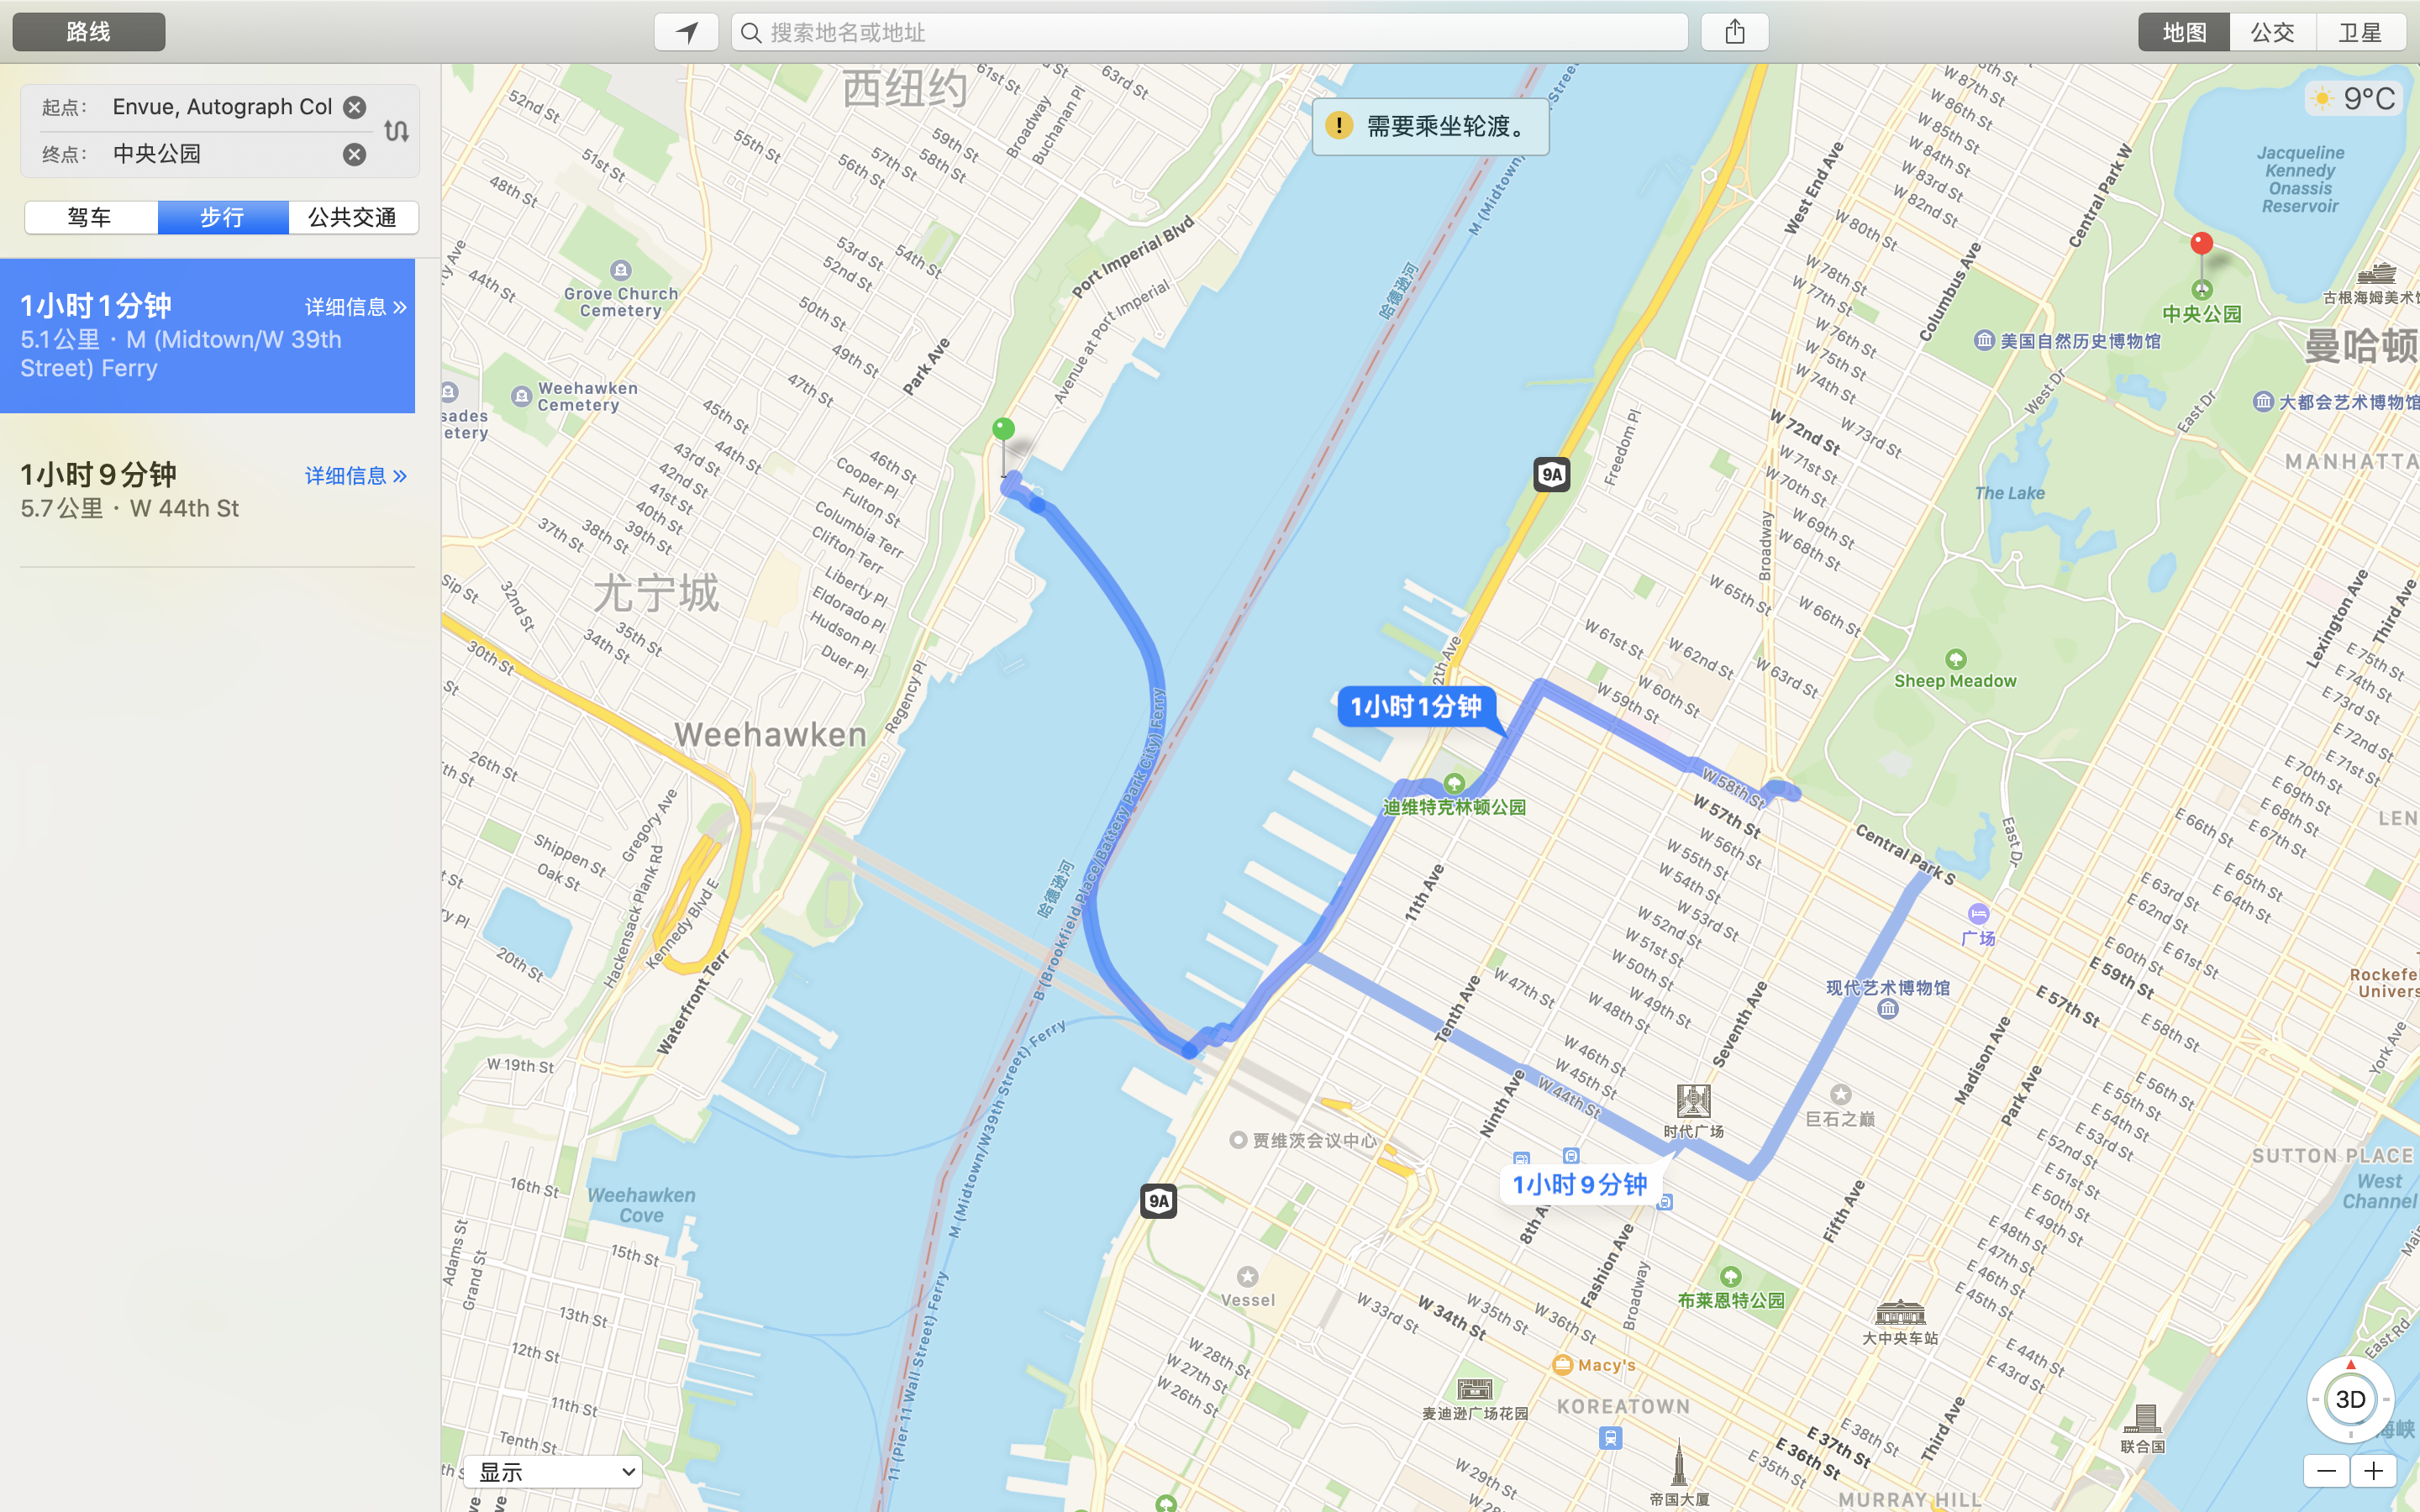 路线
搜索地名或地址
地图
公交
卫星
起点：
Envue, Autograph Col
终点：
中央公园
驾车
步行
公共交通
1小时1分钟
详细信息 »
5.1公里 · M (Midtown/W 39th
Street) Ferry
1小时9分钟
详细信息 »
5.7公里 · W 44th St
需要乘坐轮渡。
9°C
西纽约
61st St
63rd St
52nd St
55th St
59th St
58th St
57th St
56th St
Broadway
Buchanan Pl
51st St
48th St
44th St
53rd St
52nd St
54th St
Port Imperial Blvd
Avenue at Port Imperial
Grove Church
Cemetery
50th St
49th St
47th St
Park Ave
Weehawken
Cemetery
sades
etery
45th St
44th St
43rd St
42nd St
41st St
40th St
39th St
38th St
37th St
46th St
Cooper Pl
Fulton St
Columbia Terr
Clifton Terr
Liberty Pl
Eldorado Pl
Hudson Pl
Duer Pl
尤宁城
Sip St
32nd St
35th St
34th St
30th St
Regency Pl
Weehawken
26th St
Gregory Ave
Shippen St
Oak St
Hackensack Plank Rd
Kennedy Blvd E
20th St
Waterfront Terr
W 19th St
16th St
Weehawken
Cove
15th St
Adams St
Grand St
13th St
12th St
11th St
Tenth St
显示
哈德逊河
哈德逊河
M (Midtown/W39th Street) Ferry
B (Brookfield Place/Battery Park City) Ferry
11 (Pier 11 Wall Street) Ferry
9A
9A
W 87th St
W 86th St
W 85th St
W 84th St
W 83rd St
W 82nd St
W 80th St
W 78th St
W 77th St
W 76th St
W 75th St
W 74th St
W 73rd St
W 72nd St
W 71st St
W 70th St
W 69th St
W 68th St
W 66th St
W 65th St
W 63rd St
W 62nd St
W 61st St
W 60th St
W 59th St
W 58th St
W 57th St
W 56th St
W 55th St
W 54th St
W 53rd St
W 52nd St
W 51st St
W 50th St
W 49th St
W 48th St
W 47th St
W 46th St
W 45th St
W 44th St
West End Ave
Central Park W
Columbus Ave
Freedom Pl
Broadway
West Dr
East Dr
East Dr
Jacqueline
Kennedy
Onassis
Reservoir
中央公园
古根海姆美术馆
曼哈顿
美国自然历史博物馆
大都会艺术博物馆
MANHATTA
The Lake
Sheep Meadow
Lexington Ave
Third Ave
E 75th St
E 74th St
E 73rd St
E 72nd St
E 71st St
E 70th St
E 69th St
E 68th St
E 67th St
E 66th St
E 65th St
E 64th St
E 63rd St
E 62nd St
E 61st St
E 60th St
E 59th St
E 58th St
E 57th St
E 56th St
E 55th St
E 54th St
E 53rd St
E 52nd St
E 51st St
E 50th St
E 49th St
E 48th St
E 47th St
E 46th St
E 45th St
E 44th St
E 43rd St
LEN
1小时1分钟
迪维特克林顿公园
Central Park S
广场
现代艺术博物馆
Rockefel
Univers
York Ave
11th Ave
Tenth Ave
Ninth Ave
Seventh Ave
Madison Ave
Park Ave
Fifth Ave
时代广场
巨石之巅
贾维茨会议中心
1小时9分钟
SUTTON PLACE
West
Channel
Fashion Ave
Broadway
布莱恩特公园
Vessel
大中央车站
W 36th St
W 35th St
W 34th St
W 33rd St
W 28th St
W 27th St
W 26th St
Macy's
麦迪逊广场花园
KOREATOWN
W 29th St
帝国大厦
E 38th St
E 37th St
E 36th St
E 35th St
Third Ave
MURRAY HILL
联合国
East Rd
海峡
3D